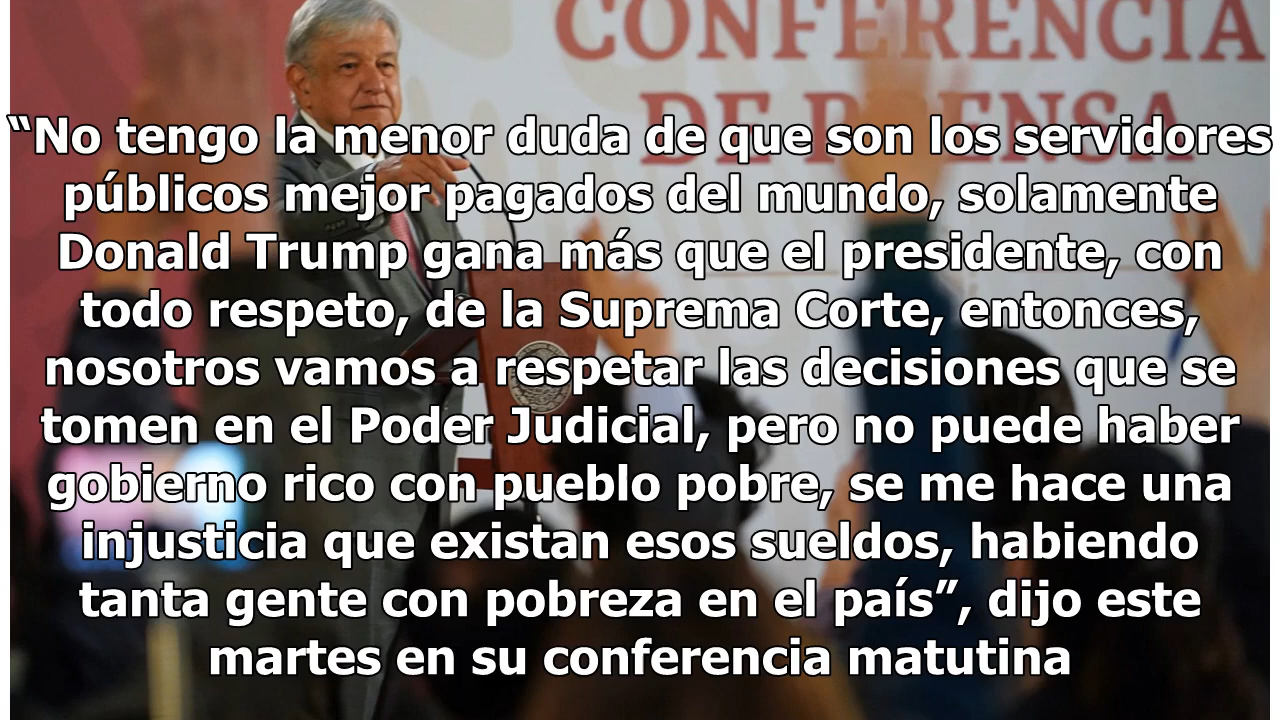 CONFERENCIA
DE PRENSA
“No tengo la menor duda de que son los servidores
públicos mejor pagados del mundo, solamente
Donald Trump gana más que el presidente, con
todo respeto, de la Suprema Corte, entonces,
nosotros vamos a respetar las decisiones que se
tomen en el Poder Judicial, pero no puede haber
gobierno rico con pueblo pobre, se me hace una
injusticia que existan esos sueldos, habiendo
tanta gente con pobreza en el país”, dijo este
martes en su conferencia matutina